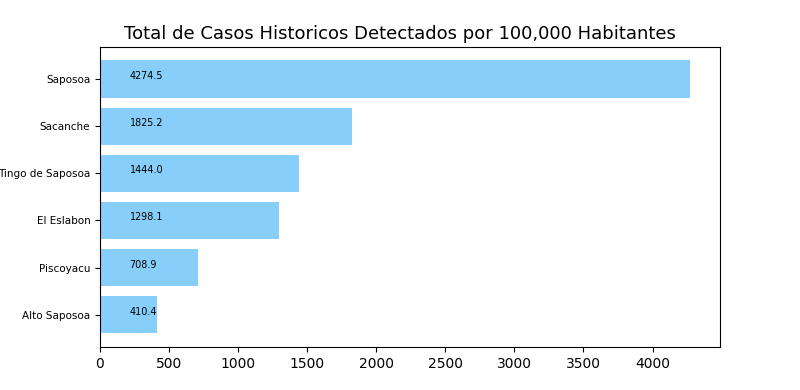 Total de Casos Historicos Detectados por 100,000 Habitantes
Saposoa 4274.5
Sacanche 1825.2
Tingo de Saposoa 1444.0
El Eslabon 1298.1
Piscoyacu 708.9
Alto Saposoa 410.4
0 500 1000 1500 2000 2500 3000 3500 4000